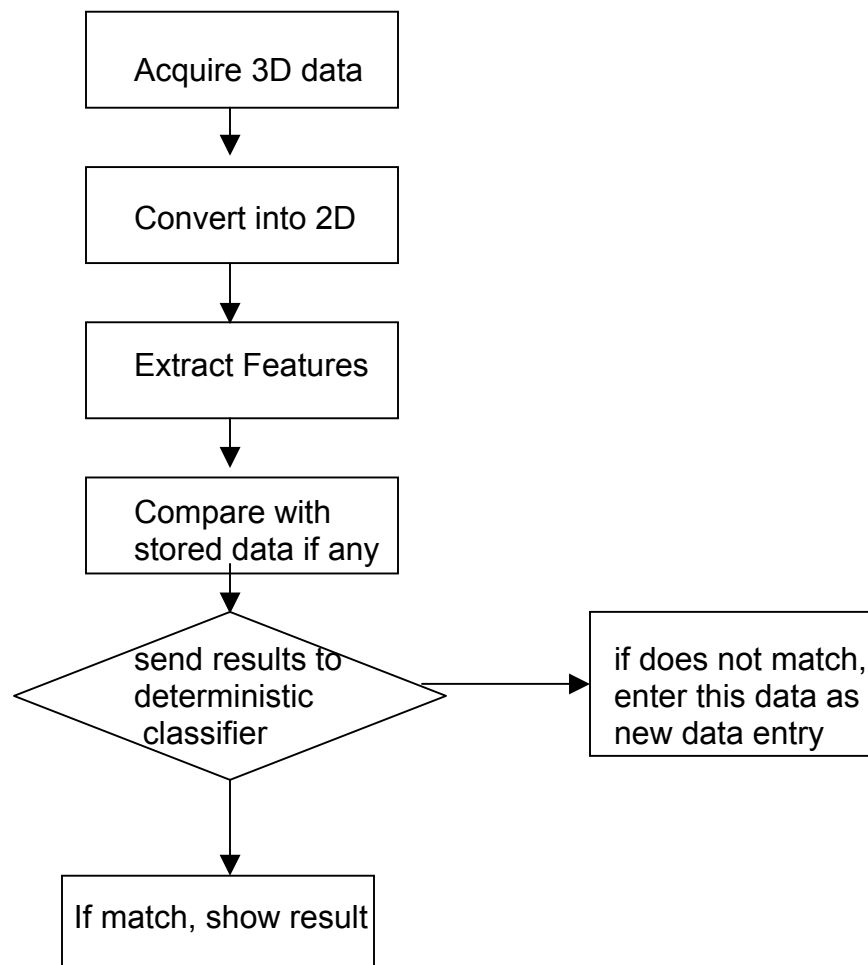 Acquire 3D data
Convert into 2D
Extract Features
Compare with
stored data if any
send results to
deterministic
classifier
if does not match,
enter this data as
new data entry
If match, show result